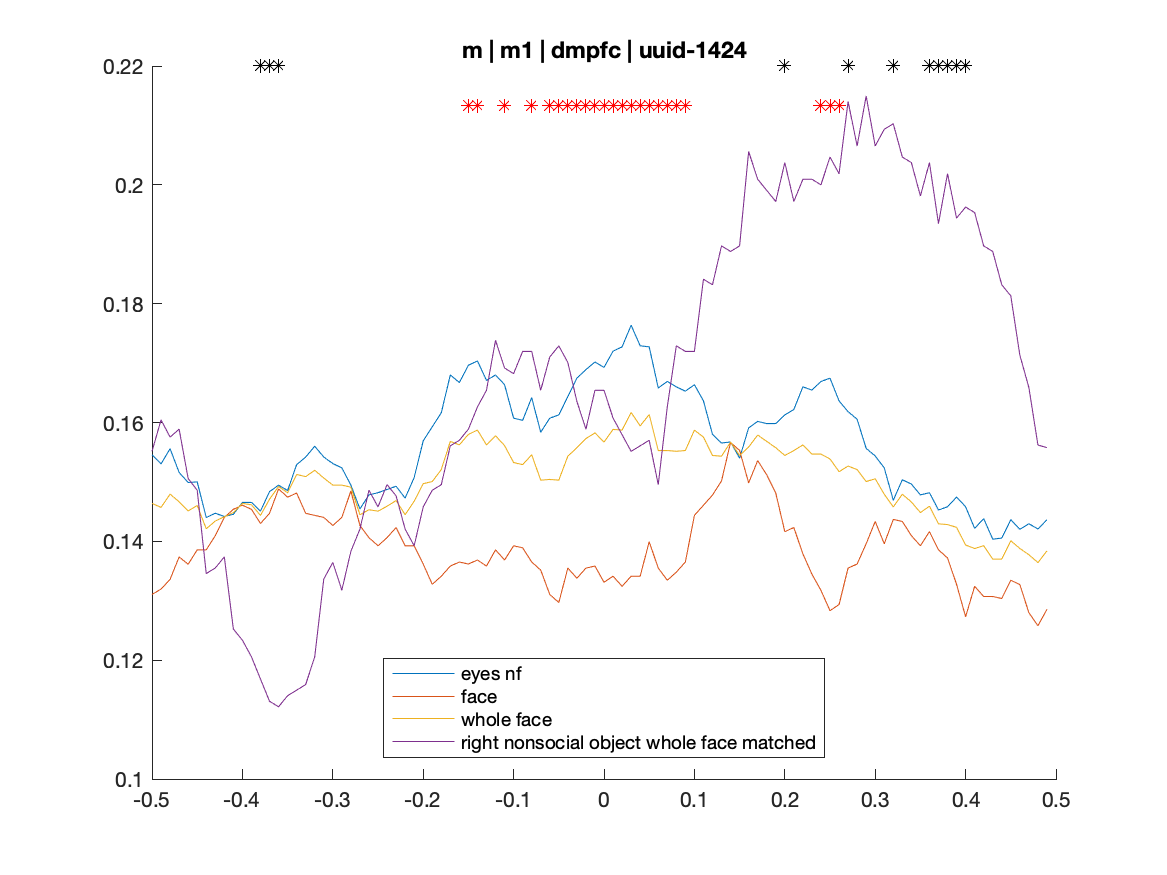 m | m1 | dmpfc | uuid-1424
0.22
0.2
0.18
0.16
0.14
0.12
0.1
eyes nf
face
whole face
right nonsocial object whole face matched
-0.5 -0.4 -0.3 -0.2 -0.1 0 0.1 0.2 0.3 0.4 0.5